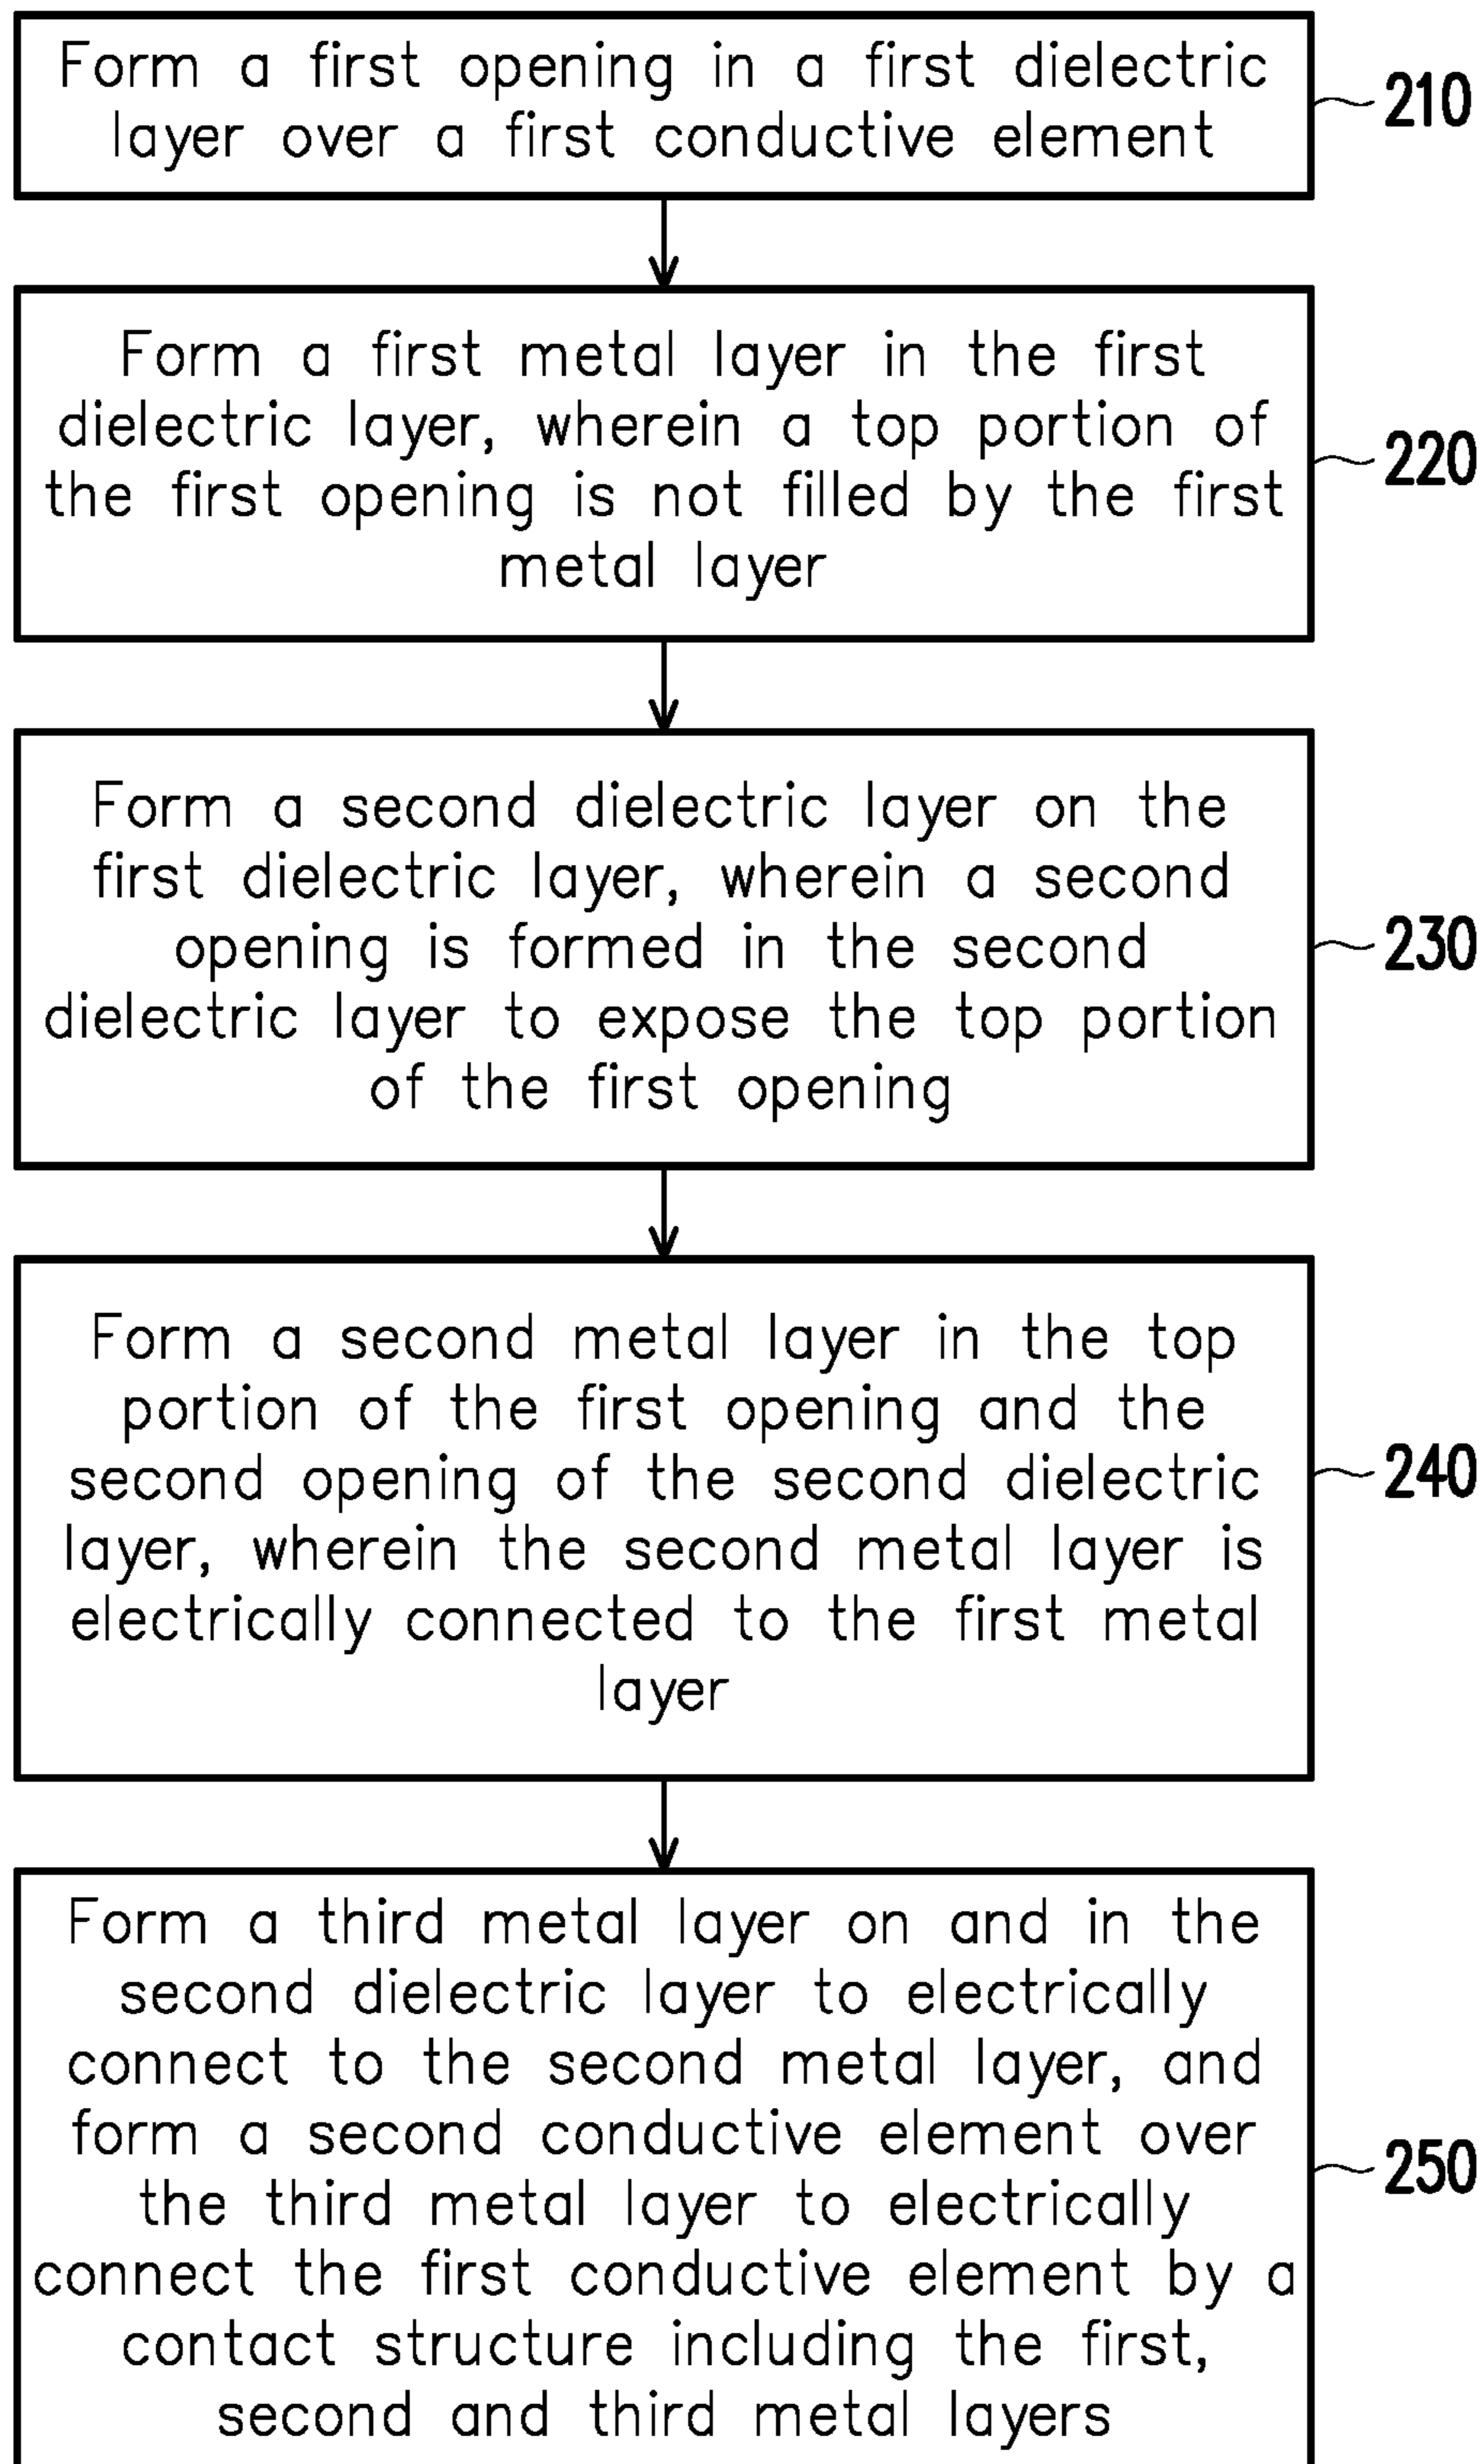 Form a first opening in a first dielectric
layer over a first conductive element
210
Form a first metal layer in the first
dielectric layer, wherein a top portion of
the first opening is not filled by the first
metal layer
220
Form a second dielectric layer on the
first dielectric layer, wherein a second
opening is formed in the second
dielectric layer to expose the top portion
of the first opening
230
Form a second metal layer in the top
portion of the first opening and the
second opening of the second dielectric
layer, wherein the second metal layer is
electrically connected to the first metal
layer
240
Form a third metal layer on and in the
second dielectric layer to electrically
connect to the second metal layer, and
form a second conductive element over
the third metal layer to electrically
connect the first conductive element by a
contact structure including the first,
second and third metal layers
250